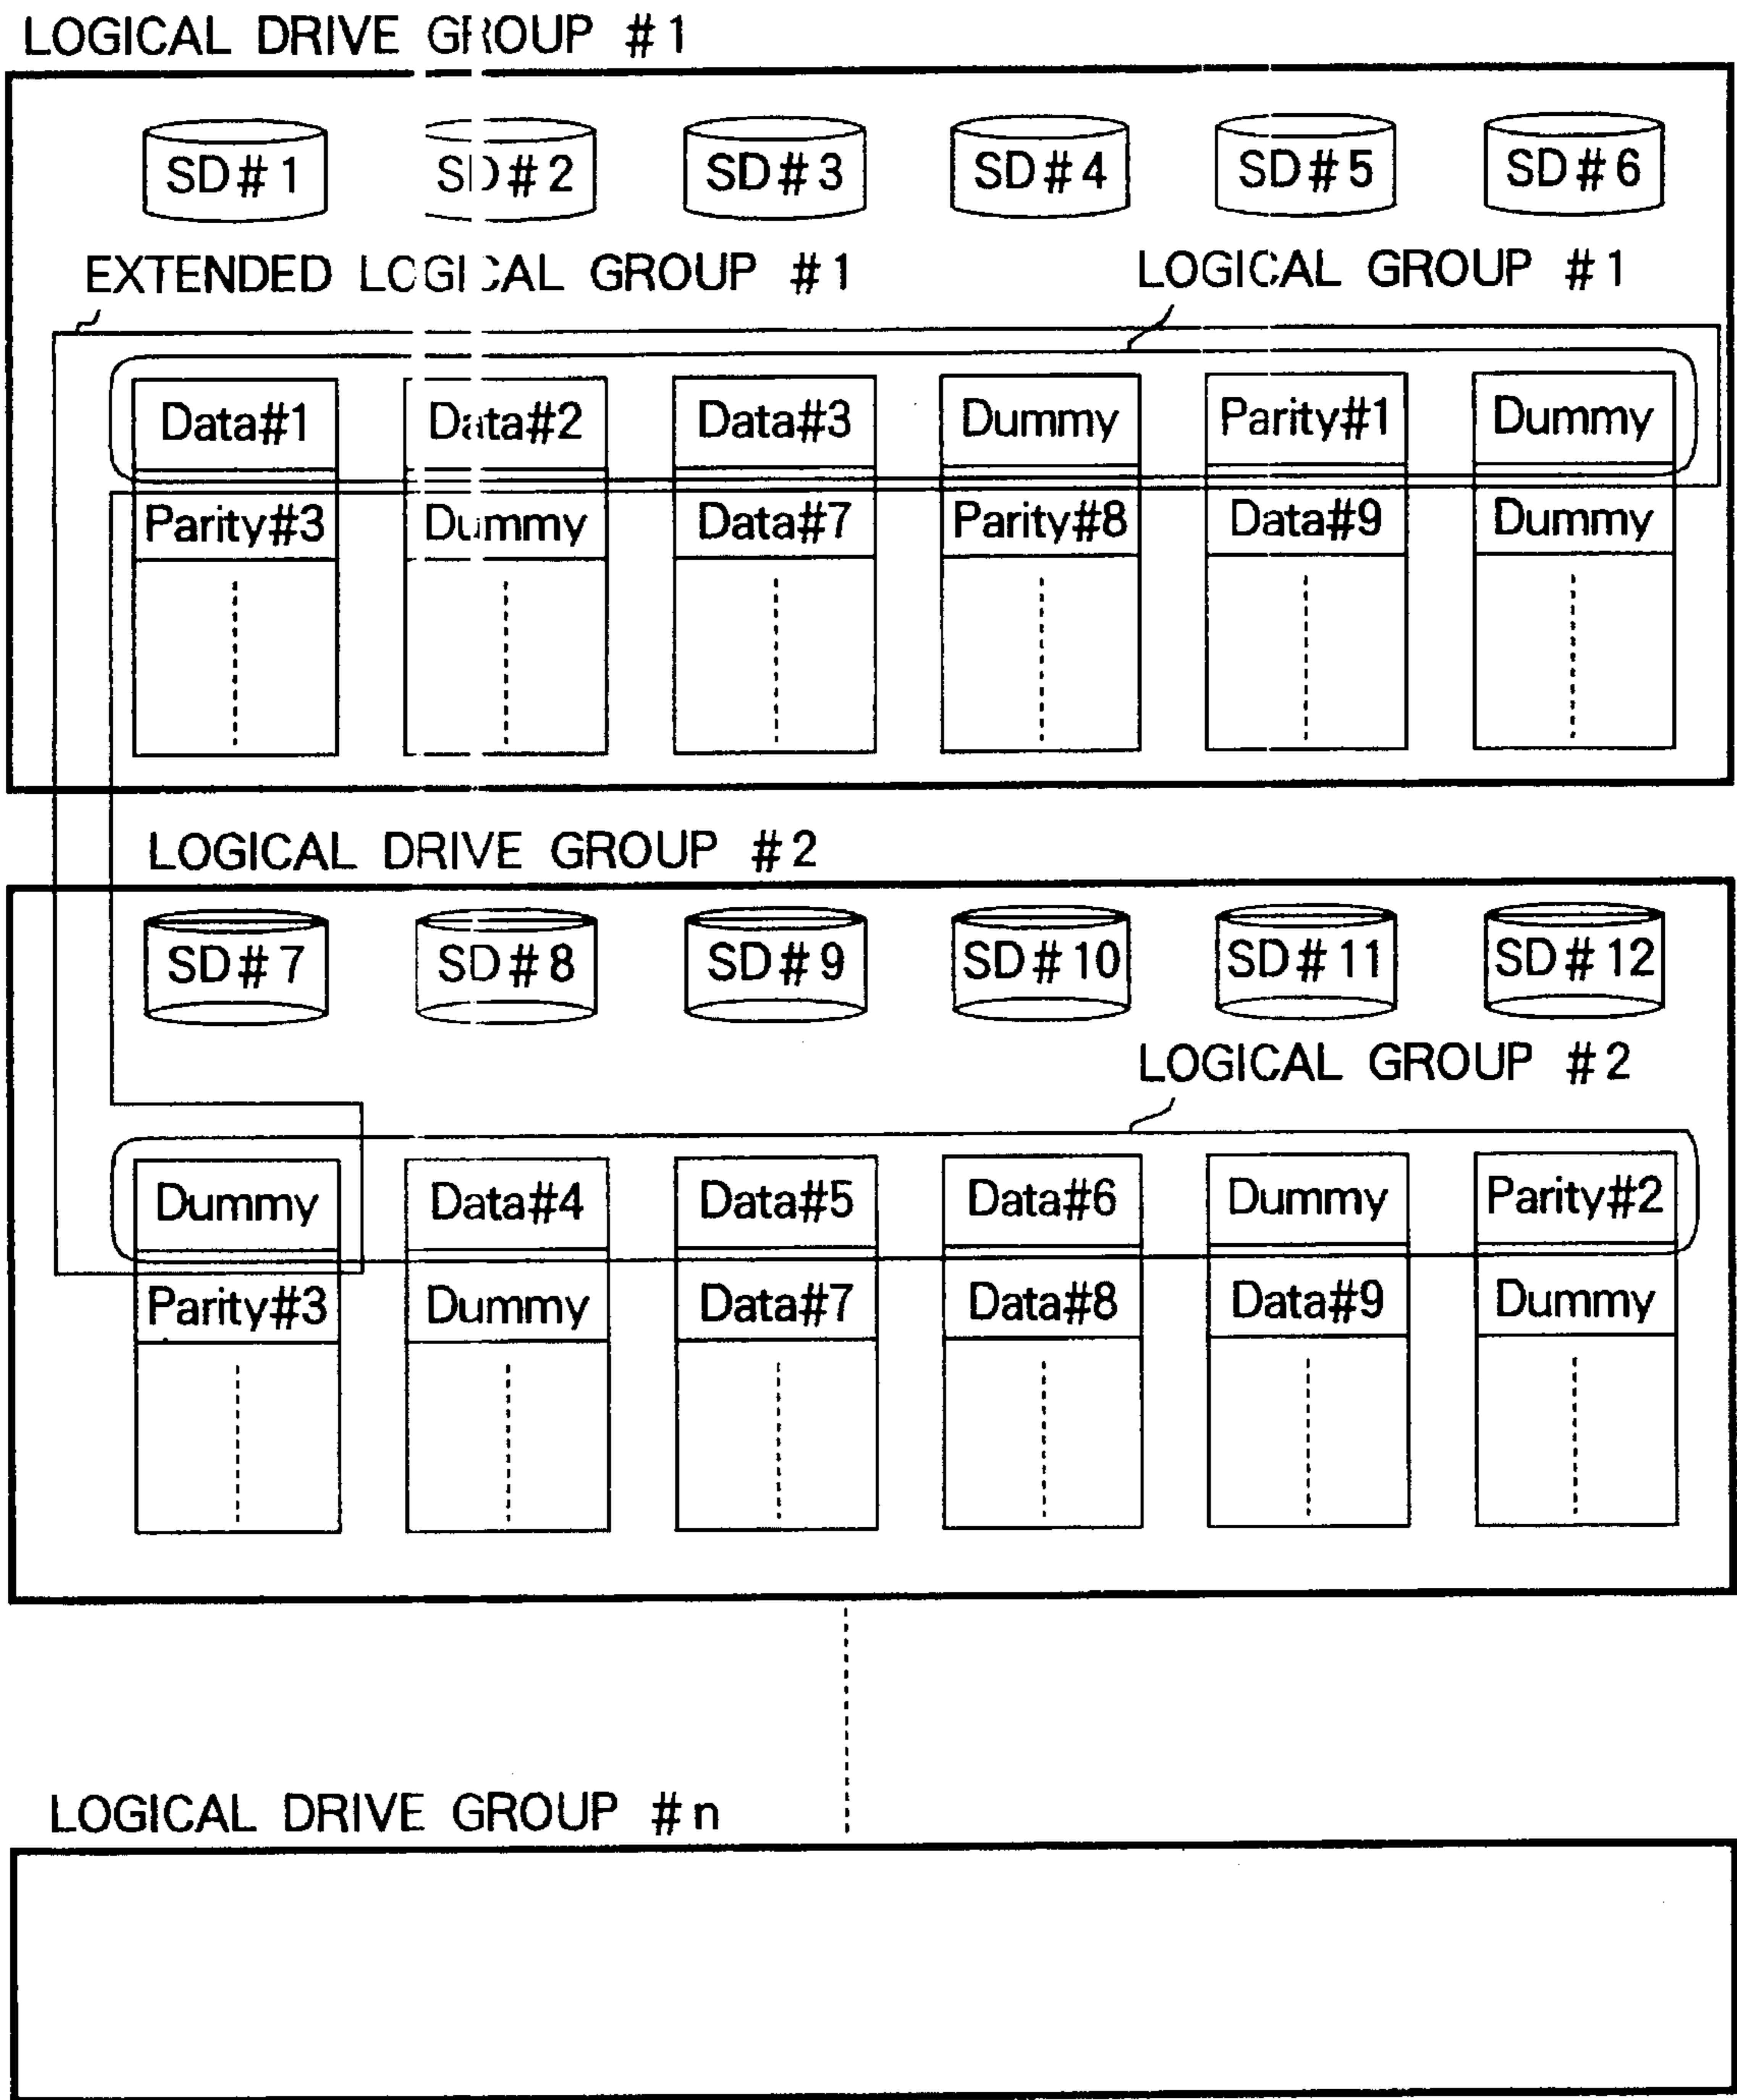 LOGICAL DRIVE GROUP #1
SD#1 SD#2 SD#3 SD#4 SD#5 SD#6
EXTENDED LOGICAL GROUP #1 LOGICAL GROUP #1
Data#1 Data#2 Data#3 Dummy Parity#1 Dummy
Parity#3 Dummy Data#7 Parity#8 Data#9 Dummy
LOGICAL DRIVE GROUP #2
SD#7 SD#8 SD#9 SD#10 SD#11 SD#12
LOGICAL GROUP #2
Dummy Data#4 Data#5 Data#6 Dummy Parity#2
Parity#3 Dummy Data#7 Data#8 Data#9 Dummy
LOGICAL DRIVE GROUP #n